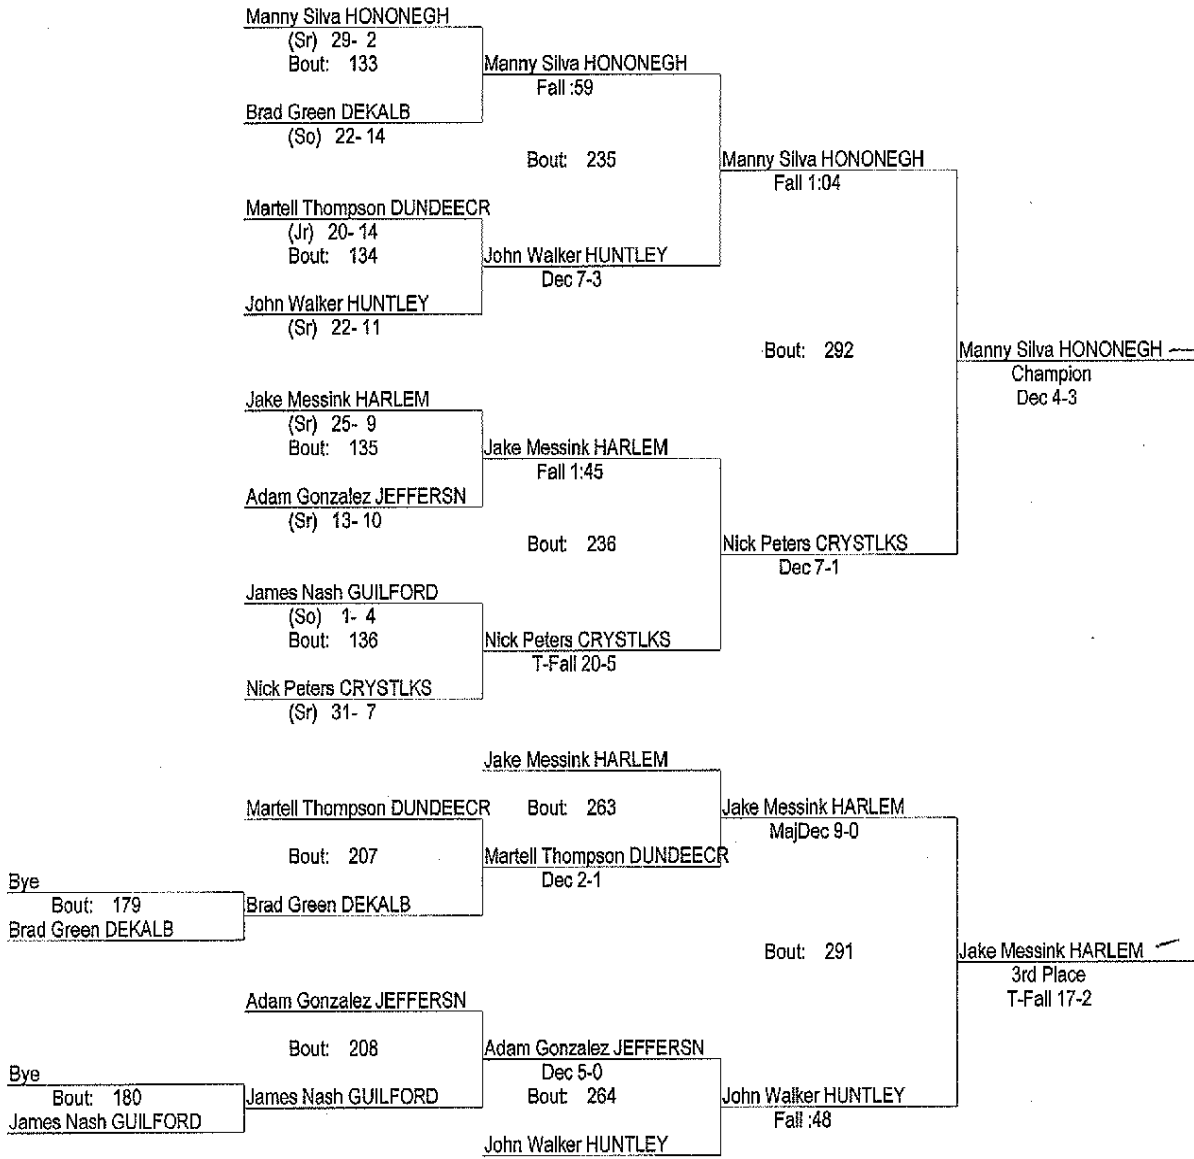 Manny Silva HONONEGH
(Sr) 29- 2
Bout: 133
Manny Silva HONONEGH
Fall :59
Brad Green DEKALB
(So) 22- 14
Bout: 235
Manny Silva HONONEGH
Fall 1:04
Martell Thompson DUNDEECR
(Jr) 20- 14
Bout: 134
John Walker HUNTLEY
Dec 7-3
John Walker HUNTLEY
(Sr) 22- 11
Bout: 292
Manny Silva HONONEGH
Champion
Dec 4-3
Jake Messink HARLEM
(Sr) 25- 9
Bout: 135
Jake Messink HARLEM
Fall 1:45
Adam Gonzalez JEFFERSN
(Sr) 13- 10
Bout: 236
Nick Peters CRYSTLKS
Dec 7-1
James Nash GUILFORD
(So) 1- 4
Bout: 136
Nick Peters CRYSTLKS
T-Fall 20-5
Nick Peters CRYSTLKS
(Sr) 31- 7
Jake Messink HARLEM
Martell Thompson DUNDEECR
Bout: 263
Jake Messink HARLEM
MajDec 9-0
Bout: 207
Martell Thompson DUNDEECR
Dec 2-1
Bye
Bout: 179
Brad Green DEKALB
Brad Green DEKALB
Bout: 291
Jake Messink HARLEM
3rd Place
T-Fall 17-2
Adam Gonzalez JEFFERSN
Bout: 208
Adam Gonzalez JEFFERSN
Dec 5-0
Bye
Bout: 180
James Nash GUILFORD
James Nash GUILFORD
Bout: 264
John Walker HUNTLEY
Fall :48
John Walker HUNTLEY